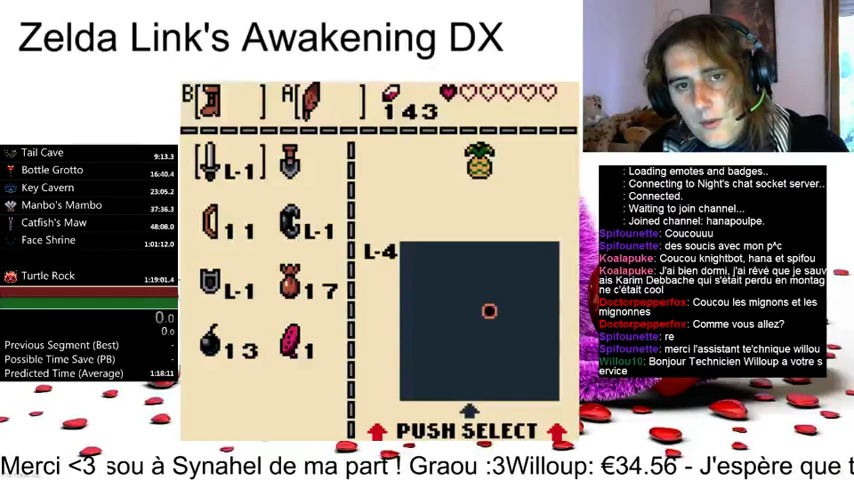 Zelda Link's Awakening DX
B[ ] A[ ] 143
L-1
11 L-1
L-1 17
13 1
L-4
PUSH SELECT
Tail Cave 9:13.3
Bottle Grotto 16:40.4
Key Cavern 23:05.2
Manbo's Mambo 37:36.3
Catfish's Maw 48:08.0
Face Shrine 1:01:12.0
Turtle Rock 1:19:01.4
0.0
0.0
Previous Segment (Best) -
Possible Time Save (PB) -
Predicted Time (Average) 1:18:11
: Loading emotes and badges..
: Connecting to Night's chat socket server..
: Connected.
: Waiting to join channel...
: Joined channel: hanapoulpe.
Spifounette: Coucouuu
Spifounette: des soucis avec mon p^c
Koalapuke: Coucou knightbot, hana et spifou
Koalapuke: J'ai bien dormi, j'ai rêvé que je sauv
ais Karim Debbache qui s'était perdu en montag
ne c'était cool
Doctorpepperfox: Coucou les mignons et les
mignonnes
Doctorpepperfox: Comme vous allez?
Spifounette: re
Spifounette: merci l'assistant te'chnique willou
Willou10: Bonjour Technicien Willoup a votre s
ervice
Merci <3 sou à Synahel de ma part ! Graou :3Willoup: €34.56 - J'espère que t